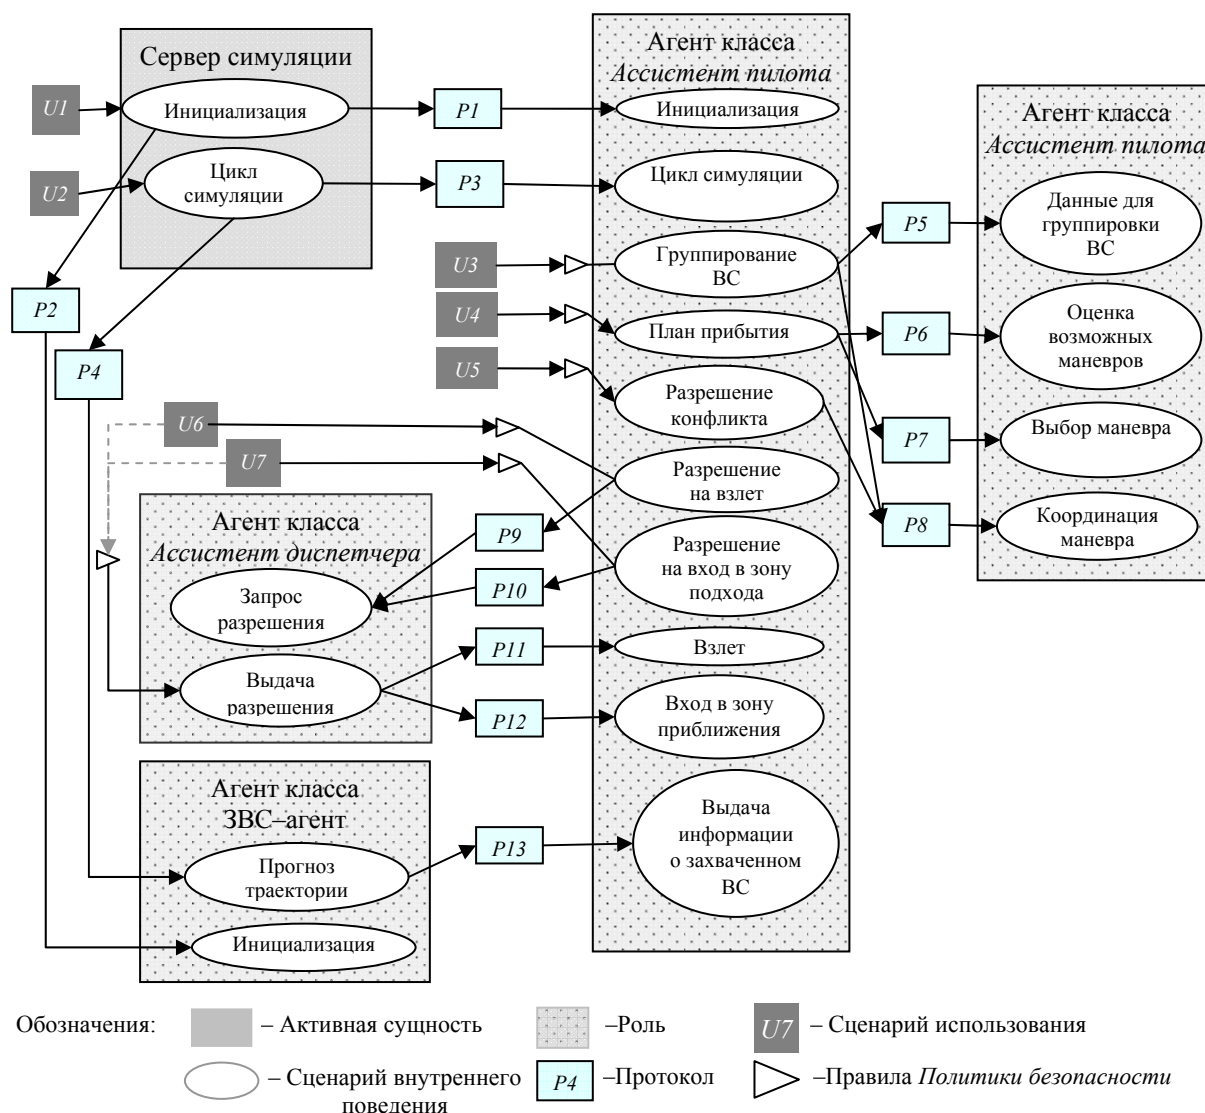 Сервер симуляции
U1
Инициализация
U2
Цикл
симуляции
P1
P3
P2
P4
Агент класса
Ассистент пилота
Инициализация
Цикл симуляции
U3
Группирование
ВС
U4
План прибытия
U5
Разрешение
конфликта
U6
U7
Разрешение
на взлет
Разрешение
на вход в зону
подхода
Взлет
Вход в зону
приближения
Выдача
информации
о захваченном
ВС
P5
P6
P7
P8
Агент класса
Ассистент пилота
Данные для
группировки
ВС
Оценка
возможных
маневров
Выбор маневра
Координация
маневра
Агент класса
Ассистент диспетчера
Запрос
разрешения
Выдача
разрешения
P9
P10
P11
P12
Агент класса
ЗВС–агент
Прогноз
траектории
Инициализация
P13
Обозначения:
– Активная сущность
–Роль
U7
– Сценарий использования
– Сценарий внутреннего
поведения
P4
–Протокол
–Правила Политики безопасности